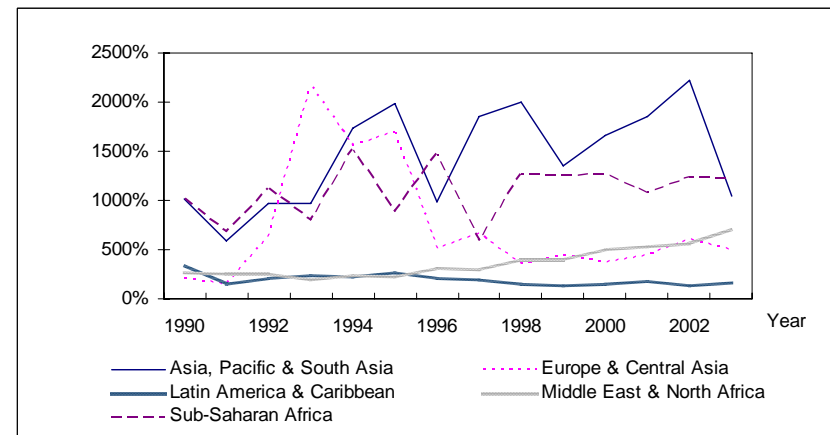 2500%
2000%
1500%
1000%
500%
0%
1990 1992 1994 1996 1998 2000 2002 Year
Asia, Pacific & South Asia Europe & Central Asia
Latin America & Caribbean Middle East & North Africa
Sub-Saharan Africa